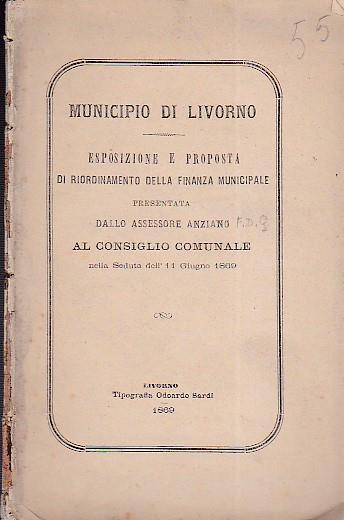 55
MUNICIPIO DI LIVORNO
ESPOSIZIONE E PROPOSTA
DI RIORDINAMENTO DELLA FINANZA MUNICIPALE
PRESENTATA
DALLO ASSESSORE ANZIANO
AL CONSIGLIO COMUNALE
nella Seduta dell' 11 Giugno 1869
LIVORNO
Tipografia Odoardo Sardi
1869